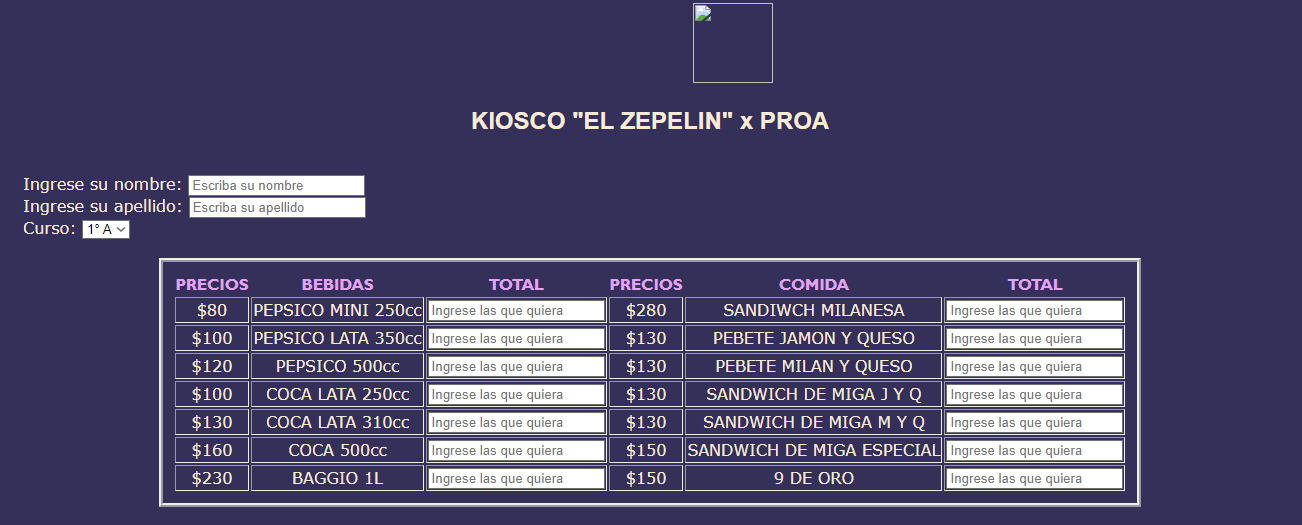 KIOSCO "EL ZEPELIN" x PROA
Ingrese su nombre: Escriba su nombre
Ingrese su apellido: Escriba su apellido
Curso: 1° A
PRECIOS BEBIDAS TOTAL PRECIOS COMIDA TOTAL
$80 PEPSICO MINI 250cc Ingrese las que quiera $280 SANDIWCH MILANESA Ingrese las que quiera
$100 PEPSICO LATA 350cc Ingrese las que quiera $130 PEBETE JAMON Y QUESO Ingrese las que quiera
$120 PEPSICO 500cc Ingrese las que quiera $130 PEBETE MILAN Y QUESO Ingrese las que quiera
$100 COCA LATA 250cc Ingrese las que quiera $130 SANDWICH DE MIGA J Y Q Ingrese las que quiera
$130 COCA LATA 310cc Ingrese las que quiera $130 SANDWICH DE MIGA M Y Q Ingrese las que quiera
$160 COCA 500cc Ingrese las que quiera $150 SANDWICH DE MIGA ESPECIAL Ingrese las que quiera
$230 BAGGIO 1L Ingrese las que quiera $150 9 DE ORO Ingrese las que quiera